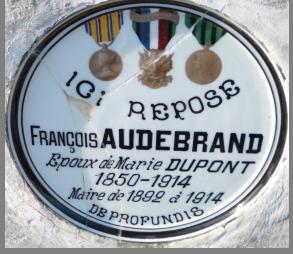 ICI REPOSE
FRANÇOIS AUDEBRAND
Epoux de Marie DUPONT
1850-1914
Maire de 1892 à 1914
DE PROFUNDIS